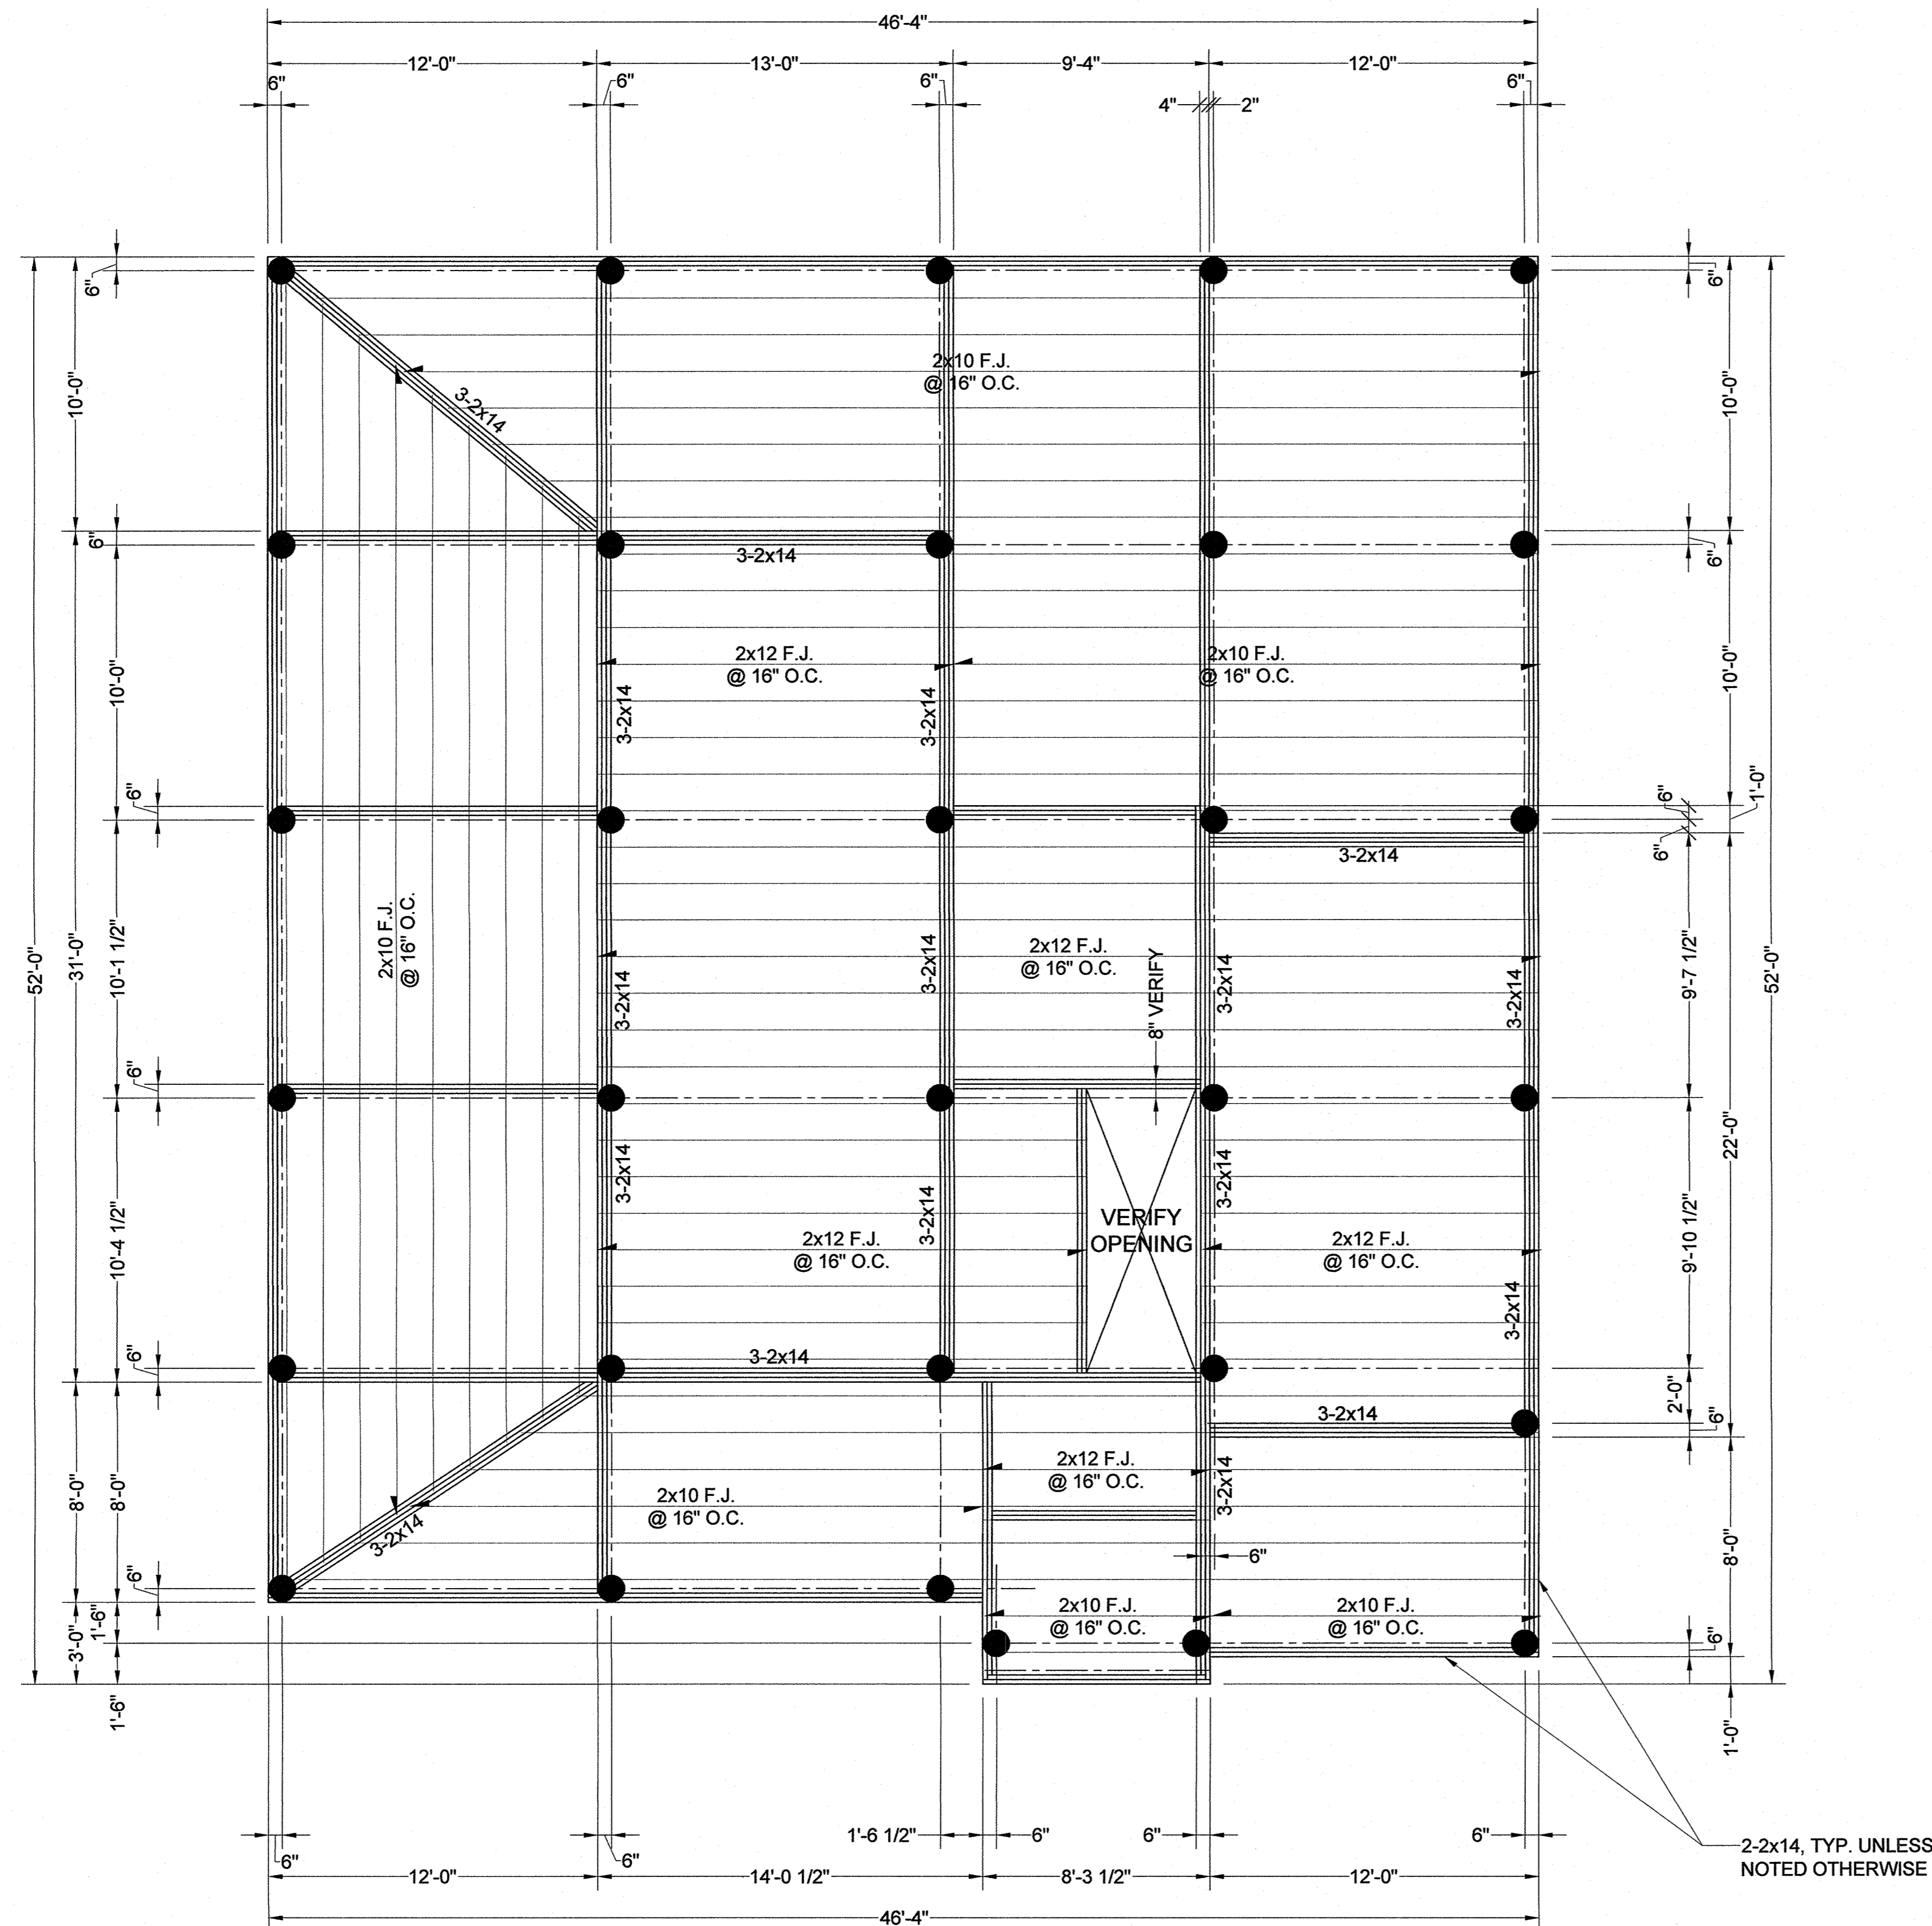 46'-4"
12'-0" 13'-0" 9'-4" 12'-0"
6" 6" 6" 4" 2" 6"
6" 6"
10'-0" 2x10 F.J. 10'-0"
@ 16" O.C.
3-2x14
6" 6"
3-2x14
10'-0" 2x12 F.J. 2x10 F.J. 10'-0"
@ 16" O.C. @ 16" O.C.
3-2x14 3-2x14
6" 6" 1'-0"
6"
3-2x14
52'-0" 31'-0" 10'-1 1/2" 9'-7 1/2" 52'-0"
2x10 F.J.
@ 16" O.C.
2x12 F.J.
@ 16" O.C.
8" VERIFY
3-2x14 3-2x14 3-2x14 3-2x14
6"
22'-0"
3-2x14 3-2x14 3-2x14
VERIFY
OPENING
10'-4 1/2" 2x12 F.J. 2x12 F.J. 9'-10 1/2"
@ 16" O.C. @ 16" O.C.
3-2x14
3-2x14
6" 2'-0"
3-2x14 6"
2x12 F.J.
@ 16" O.C.
3-2x14
8'-0" 8'-0" 2x10 F.J. 8'-0"
@ 16" O.C.
3-2x14
6" 6"
2x10 F.J. 2x10 F.J.
@ 16" O.C. @ 16" O.C.
3'-0" 1'-6" 6"
1'-6" 1'-0"
1'-6 1/2" 6" 6" 6"
6" 6"
2-2x14, TYP. UNLESS
NOTED OTHERWISE
12'-0" 14'-0 1/2" 8'-3 1/2" 12'-0"
46'-4"